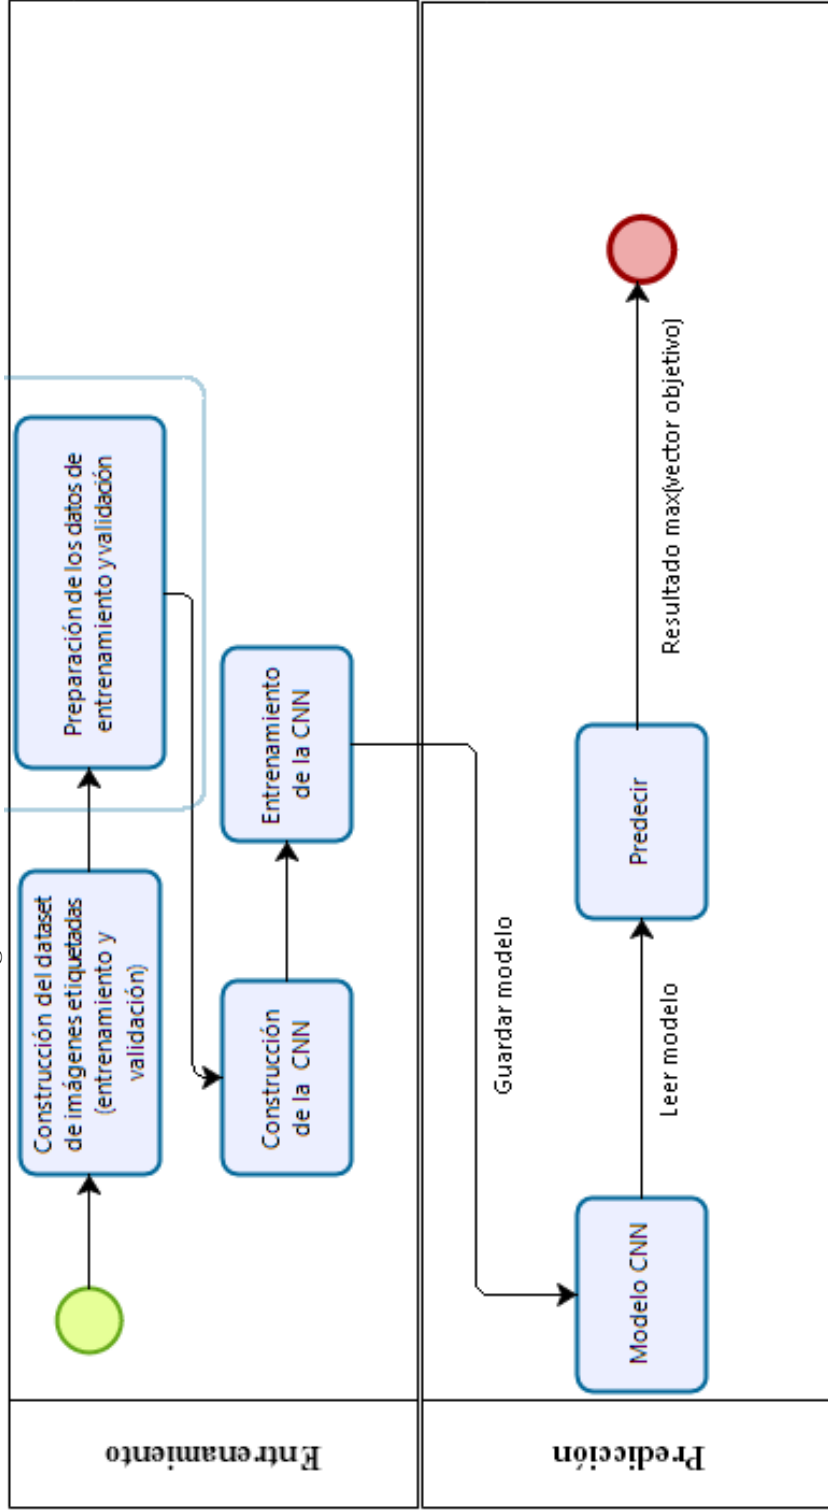 Entrenamiento
Construcción del dataset
de imágenes etiquetadas
(entrenamiento y
validación)
Preparación de los datos de
entrenamiento y validación
Construcción
de la CNN
Entrenamiento
de la CNN
Predicción
Guardar modelo
Modelo CNN
Leer modelo
Predecir
Resultado max(vector objetivo)